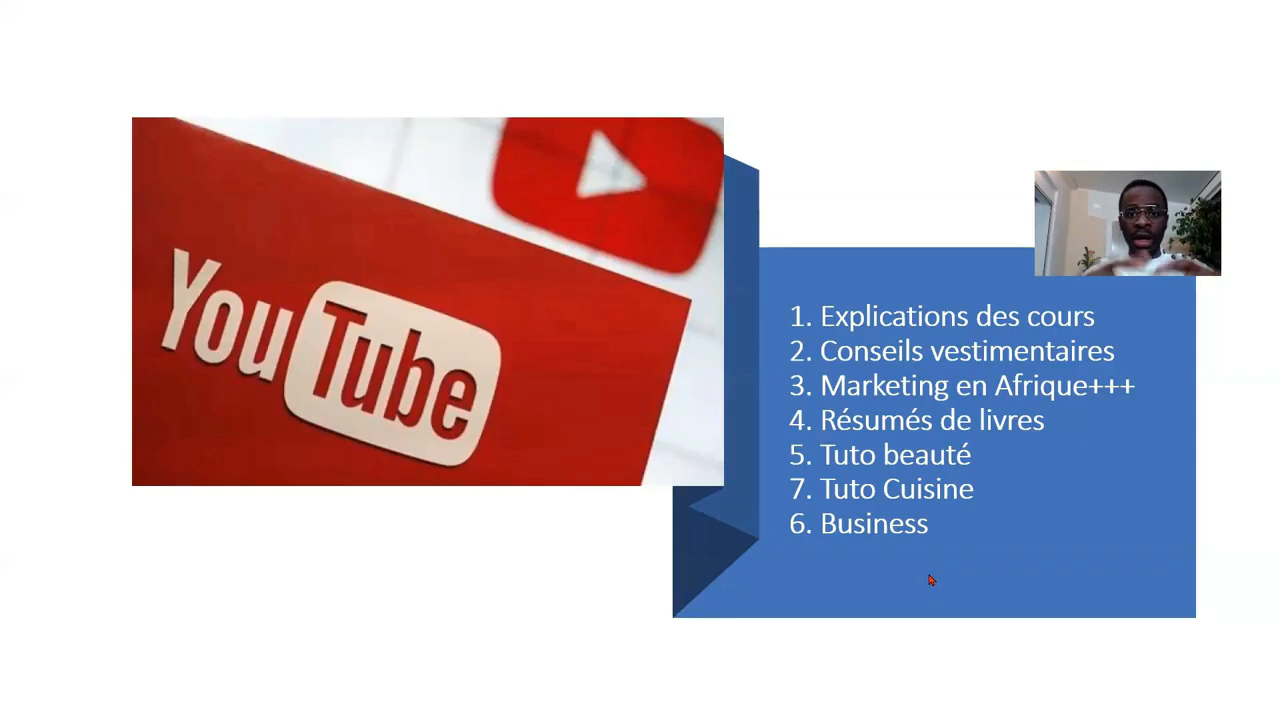 YouTube
1. Explications des cours
2. Conseils vestimentaires
3. Marketing en Afrique+++
4. Résumés de livres
5. Tuto beauté
7. Tuto Cuisine
6. Business